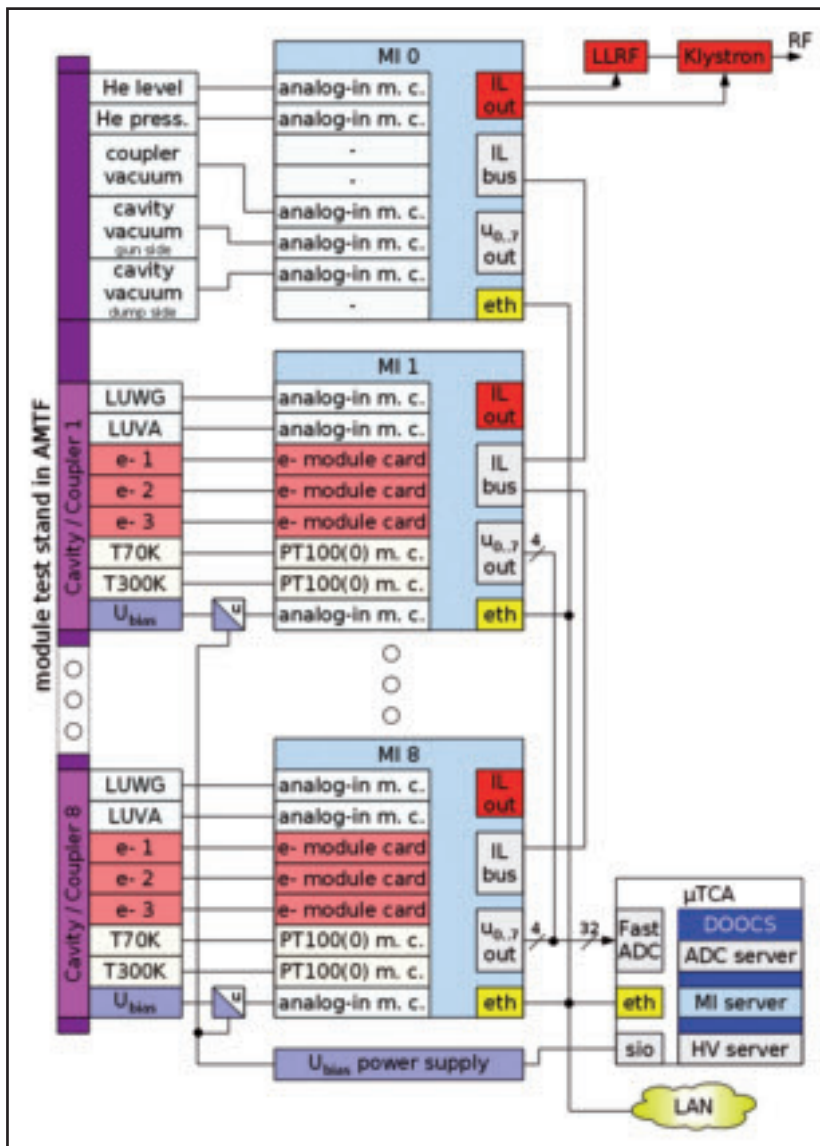 MI 0
LLRF
Klystron
RF
He level
analog-in m. c.
IL
out
He press.
analog-in m. c.
coupler
vacuum
-
-
IL
bus
cavity
vacuum
gun side
analog-in m. c.
analog-in m. c.
u0..7
out
cavity
vacuum
dump side
analog-in m. c.
-
eth
module test stand in AMTF
MI 1
Cavity / Coupler 1
LUWG
analog-in m. c.
IL
out
LUVA
analog-in m. c.
e- 1
e- module card
IL
bus
e- 2
e- module card
e- 3
e- module card
u0..7
out
4
T70K
PT100(0) m. c.
T300K
PT100(0) m. c.
Ubias
u
analog-in m. c.
eth
MI 8
Cavity / Coupler 8
LUWG
analog-in m. c.
IL
out
LUVA
analog-in m. c.
e- 1
e- module card
IL
bus
e- 2
e- module card
e- 3
e- module card
u0..7
out
4
32
T70K
PT100(0) m. c.
T300K
PT100(0) m. c.
Ubias
u
analog-in m. c.
eth
µTCA
Fast
ADC
DOOCS
ADC server
eth
MI server
sio
HV server
Ubias power supply
LAN